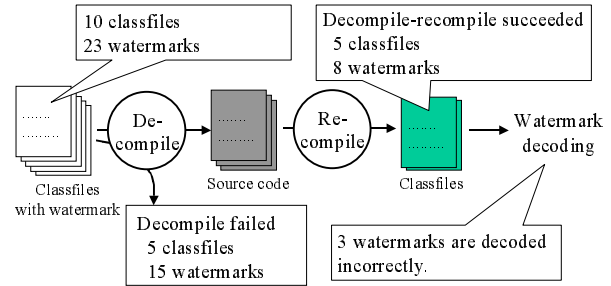 10 classfiles
23 watermarks
Decompile-recompile succeeded
5 classfiles
8 watermarks
De-
compile
Re-
compile
Watermark
decoding
Classfiles
with watermark
Source code
Classfiles
Decompile failed
5 classfiles
15 watermarks
3 watermarks are decoded
incorrectly.